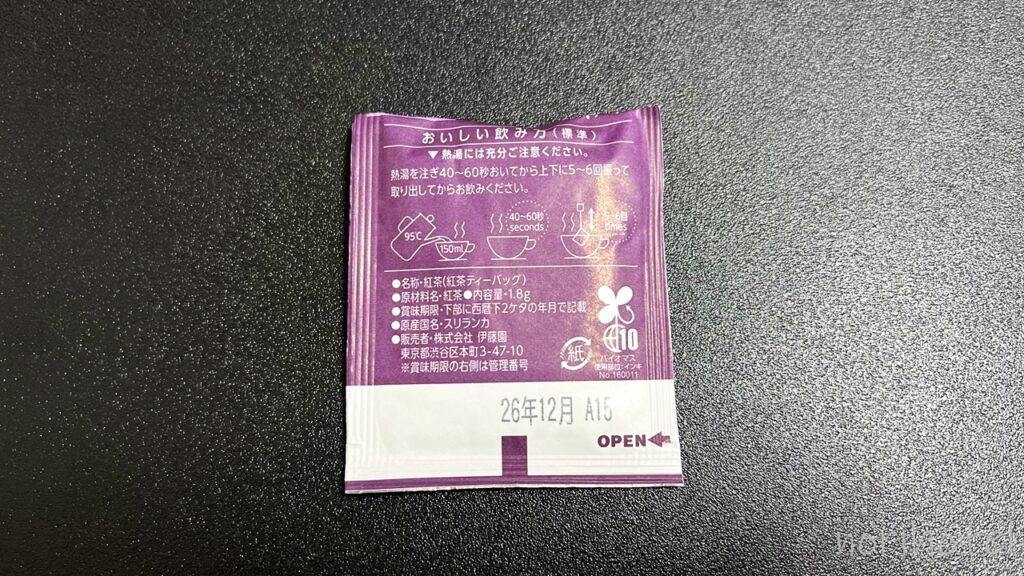 おいしい飲み方(標準)
▼熱湯には充分ご注意ください。
熱湯を注ぎ40〜60秒おいてから上下に5〜6回振って
取り出してからお飲みください。
95℃
150mL
40〜60秒
seconds
5〜6回
times
●名称・紅茶(紅茶ティーバッグ)
●原材料名・紅茶●内容量・1.8g
●賞味期限・下部に西暦下2ケタの年月で記載
●原産国名・スリランカ
●販売者・株式会社 伊藤園
東京都渋谷区本町3-47-10
※賞味期限の右側は管理番号
紙
10
バイオマス
使用部位:インキ
No.160011
26年12月 A15
OPEN